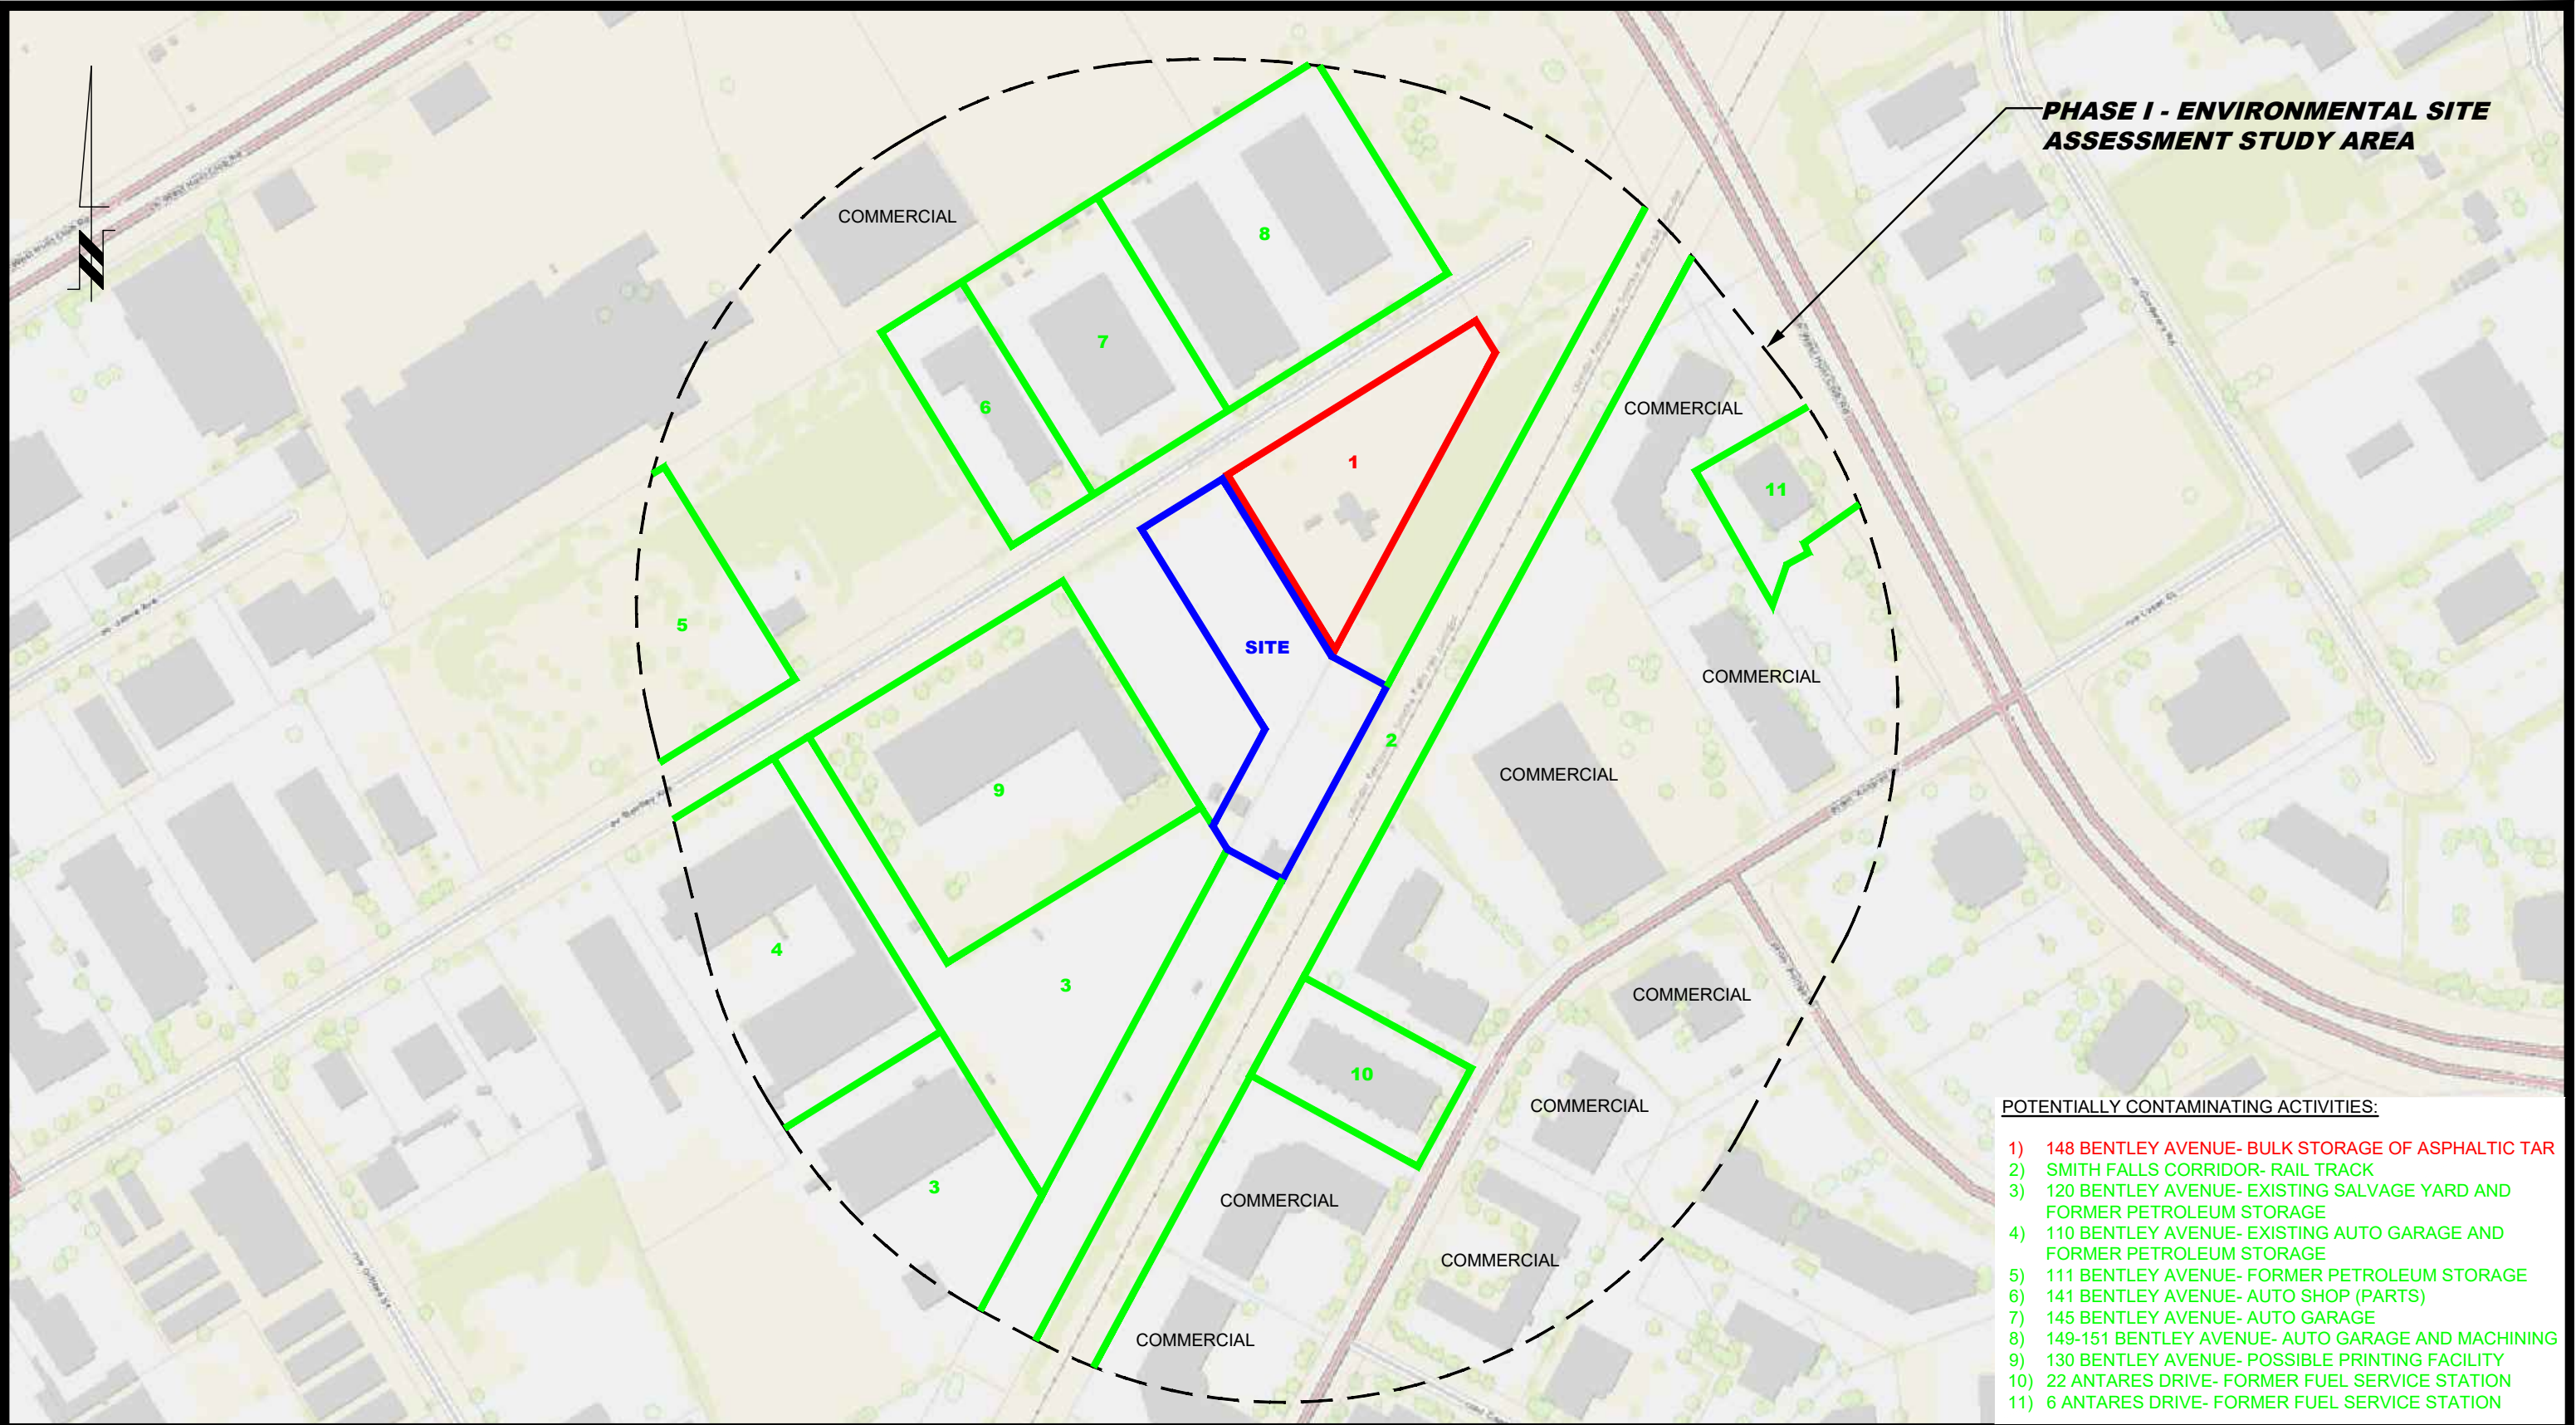 PHASE I - ENVIRONMENTAL SITE
ASSESSMENT STUDY AREA
COMMERCIAL
8
7
6
COMMERCIAL
1
11
5
SITE
COMMERCIAL
2
COMMERCIAL
9
4
3
COMMERCIAL
10
COMMERCIAL
3
COMMERCIAL
COMMERCIAL
COMMERCIAL
POTENTIALLY CONTAMINATING ACTIVITIES:
1) 148 BENTLEY AVENUE- BULK STORAGE OF ASPHALTIC TAR
2) SMITH FALLS CORRIDOR- RAIL TRACK
3) 120 BENTLEY AVENUE- EXISTING SALVAGE YARD AND
FORMER PETROLEUM STORAGE
4) 110 BENTLEY AVENUE- EXISTING AUTO GARAGE AND
FORMER PETROLEUM STORAGE
5) 111 BENTLEY AVENUE- FORMER PETROLEUM STORAGE
6) 141 BENTLEY AVENUE- AUTO SHOP (PARTS)
7) 145 BENTLEY AVENUE- AUTO GARAGE
8) 149-151 BENTLEY AVENUE- AUTO GARAGE AND MACHINING
9) 130 BENTLEY AVENUE- POSSIBLE PRINTING FACILITY
10) 22 ANTARES DRIVE- FORMER FUEL SERVICE STATION
11) 6 ANTARES DRIVE- FORMER FUEL SERVICE STATION